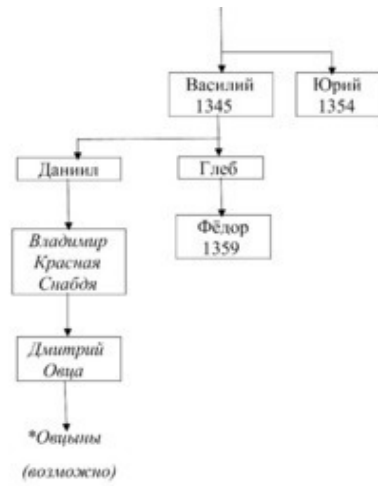 Василий
1345
Юрий
1354
Даниил
Глеб
Владимир
Красная
Снабдя
Фёдор
1359
Дмитрий
Овца
*Овцыны
(возможно)